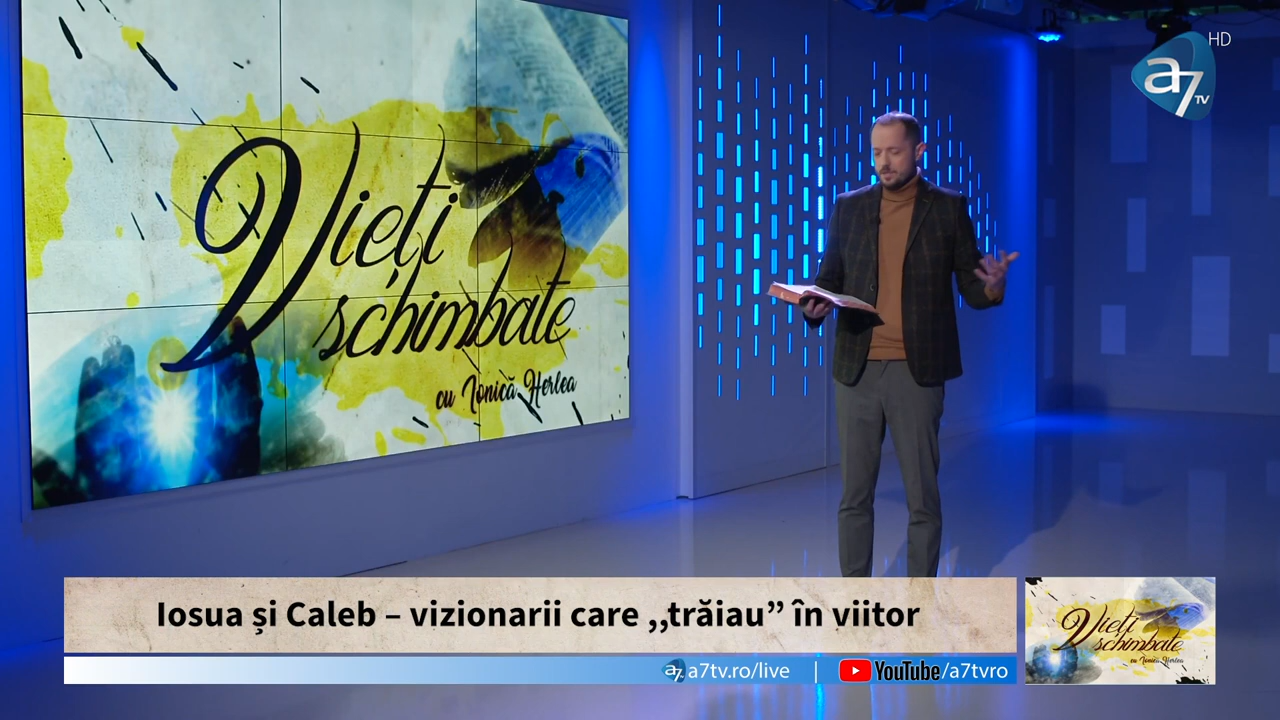 HD
a7
TV
Vieți
schimbate
cu Ionică Herlea
Iosua și Caleb – vizionarii care ,,trăiau” în viitor
a7 a7tv.ro/live | YouTube/a7tvro
Vieți
schimbate
cu Ionică Herlea